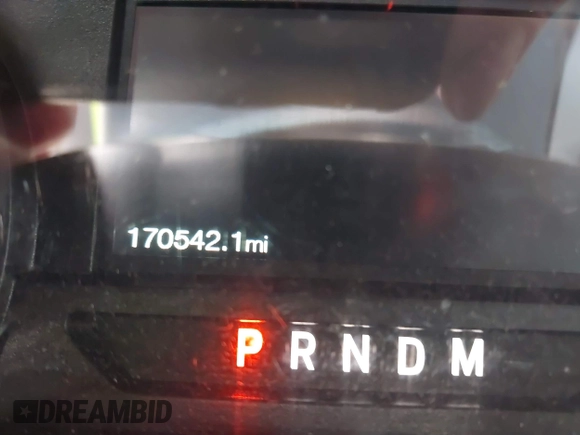 170542.1mi
P R N D M
DREAMBID